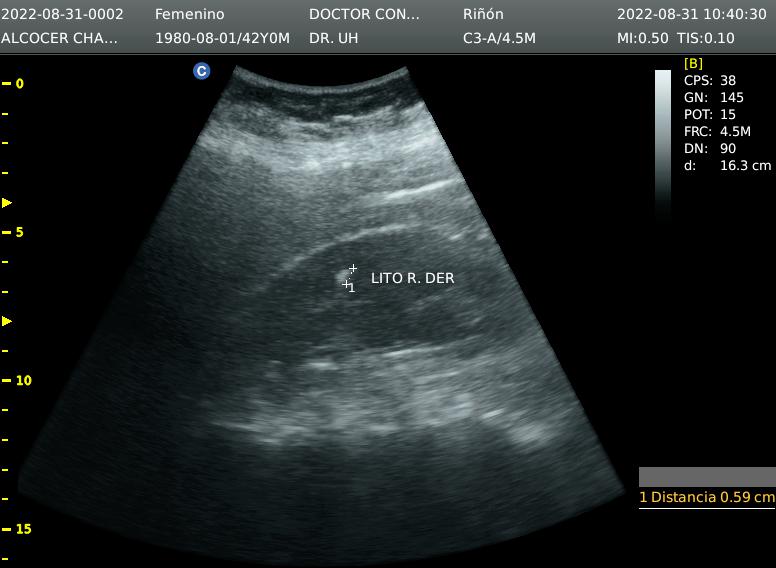 2022-08-31-0002 Femenino DOCTOR CON... Riñón 2022-08-31 10:40:30
ALCOCER CHA... 1980-08-01/42Y0M DR. UH C3-A/4.5M MI:0.50 TIS:0.10
C
[B]
CPS: 38
GN: 145
POT: 15
FRC: 4.5M
DN: 90
d: 16.3 cm
0
5
10
15
LITO R. DER
1
1 Distancia 0.59 cm